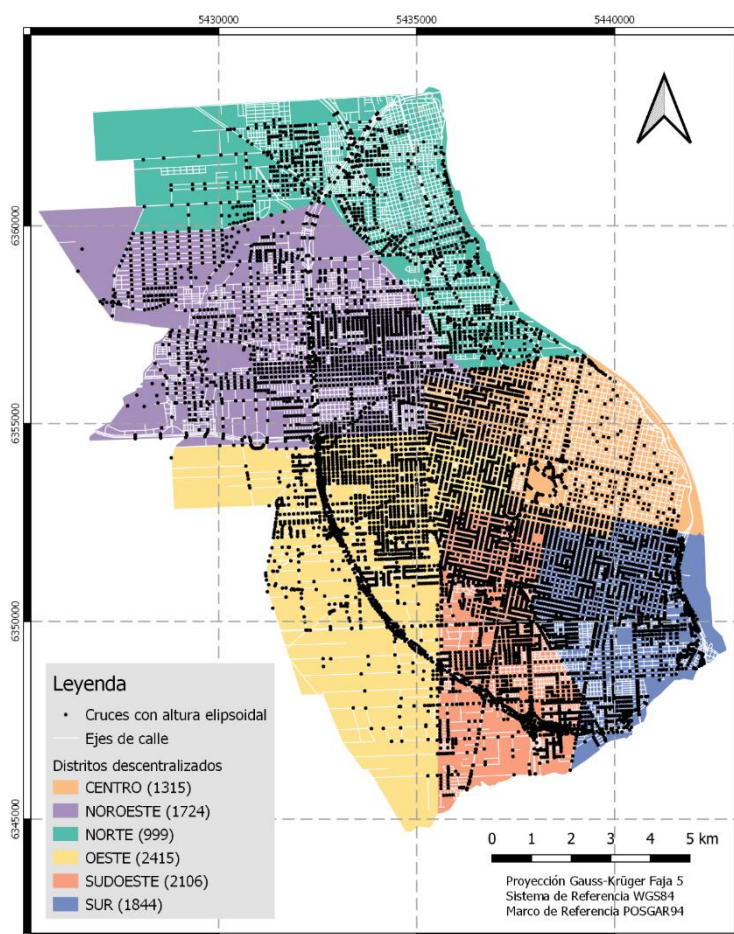 5430000
5435000
5440000
6360000
6355000
6350000
6345000
Leyenda
Cruces con altura elipsoidal
Ejes de calle
Distritos descentralizados
CENTRO (1315)
NOROESTE (1724)
NORTE (999)
OESTE (2415)
SUDOESTE (2106)
SUR (1844)
0 1 2 3 4 5 km
Proyección Gauss-Krüger Faja 5
Sistema de Referencia WGS84
Marco de Referencia POSGAR94